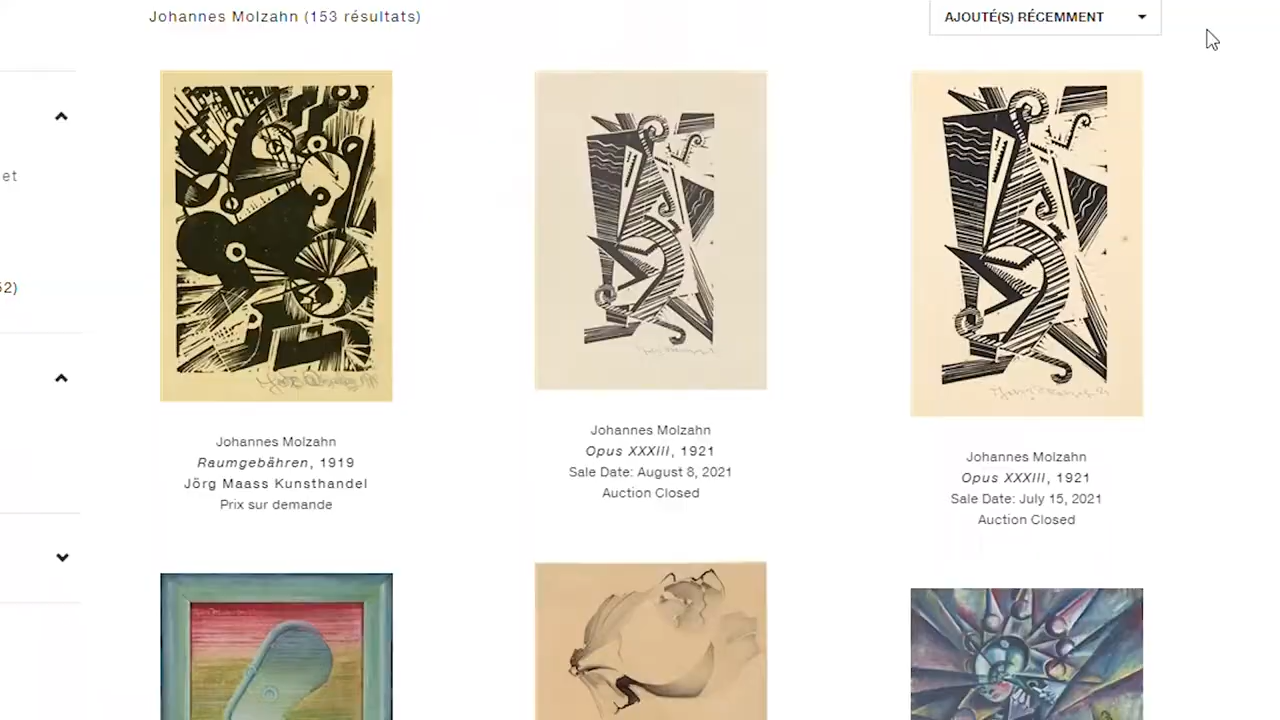 Johannes Molzahn (153 résultats)
AJOUTÉ(S) RÉCEMMENT
et
52)
Johannes Molzahn
Raumgebähren, 1919
Jörg Maass Kunsthandel
Prix sur demande
Johannes Molzahn
Opus XXXIII, 1921
Sale Date: August 8, 2021
Auction Closed
Johannes Molzahn
Opus XXXIII, 1921
Sale Date: July 15, 2021
Auction Closed